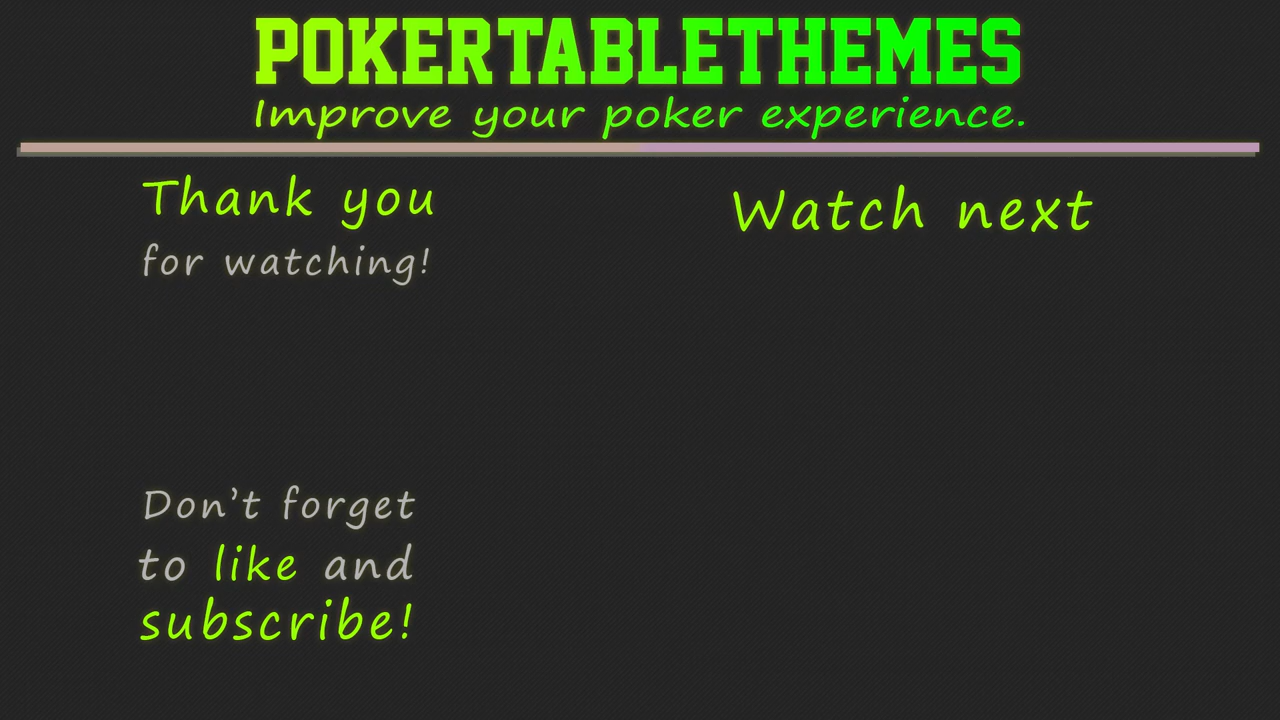 POKERTABLETHEMES
Improve your poker experience.
Thank you
for watching!
Don’t forget
to like and
subscribe!
Watch next